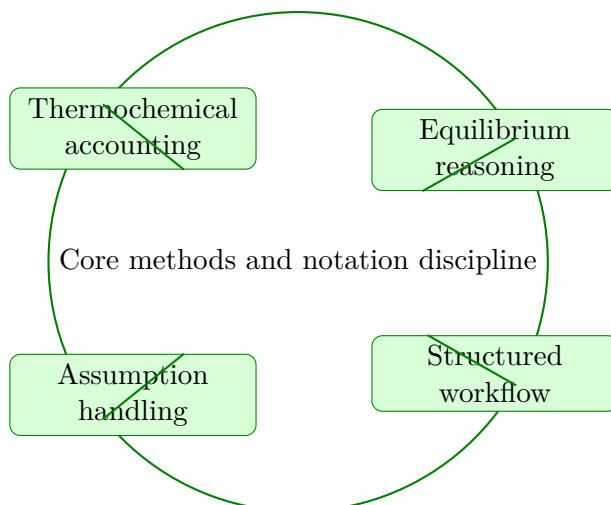 Thermochemical
accounting
Equilibrium
reasoning
Core methods and notation discipline
Assumption
handling
Structured
workflow